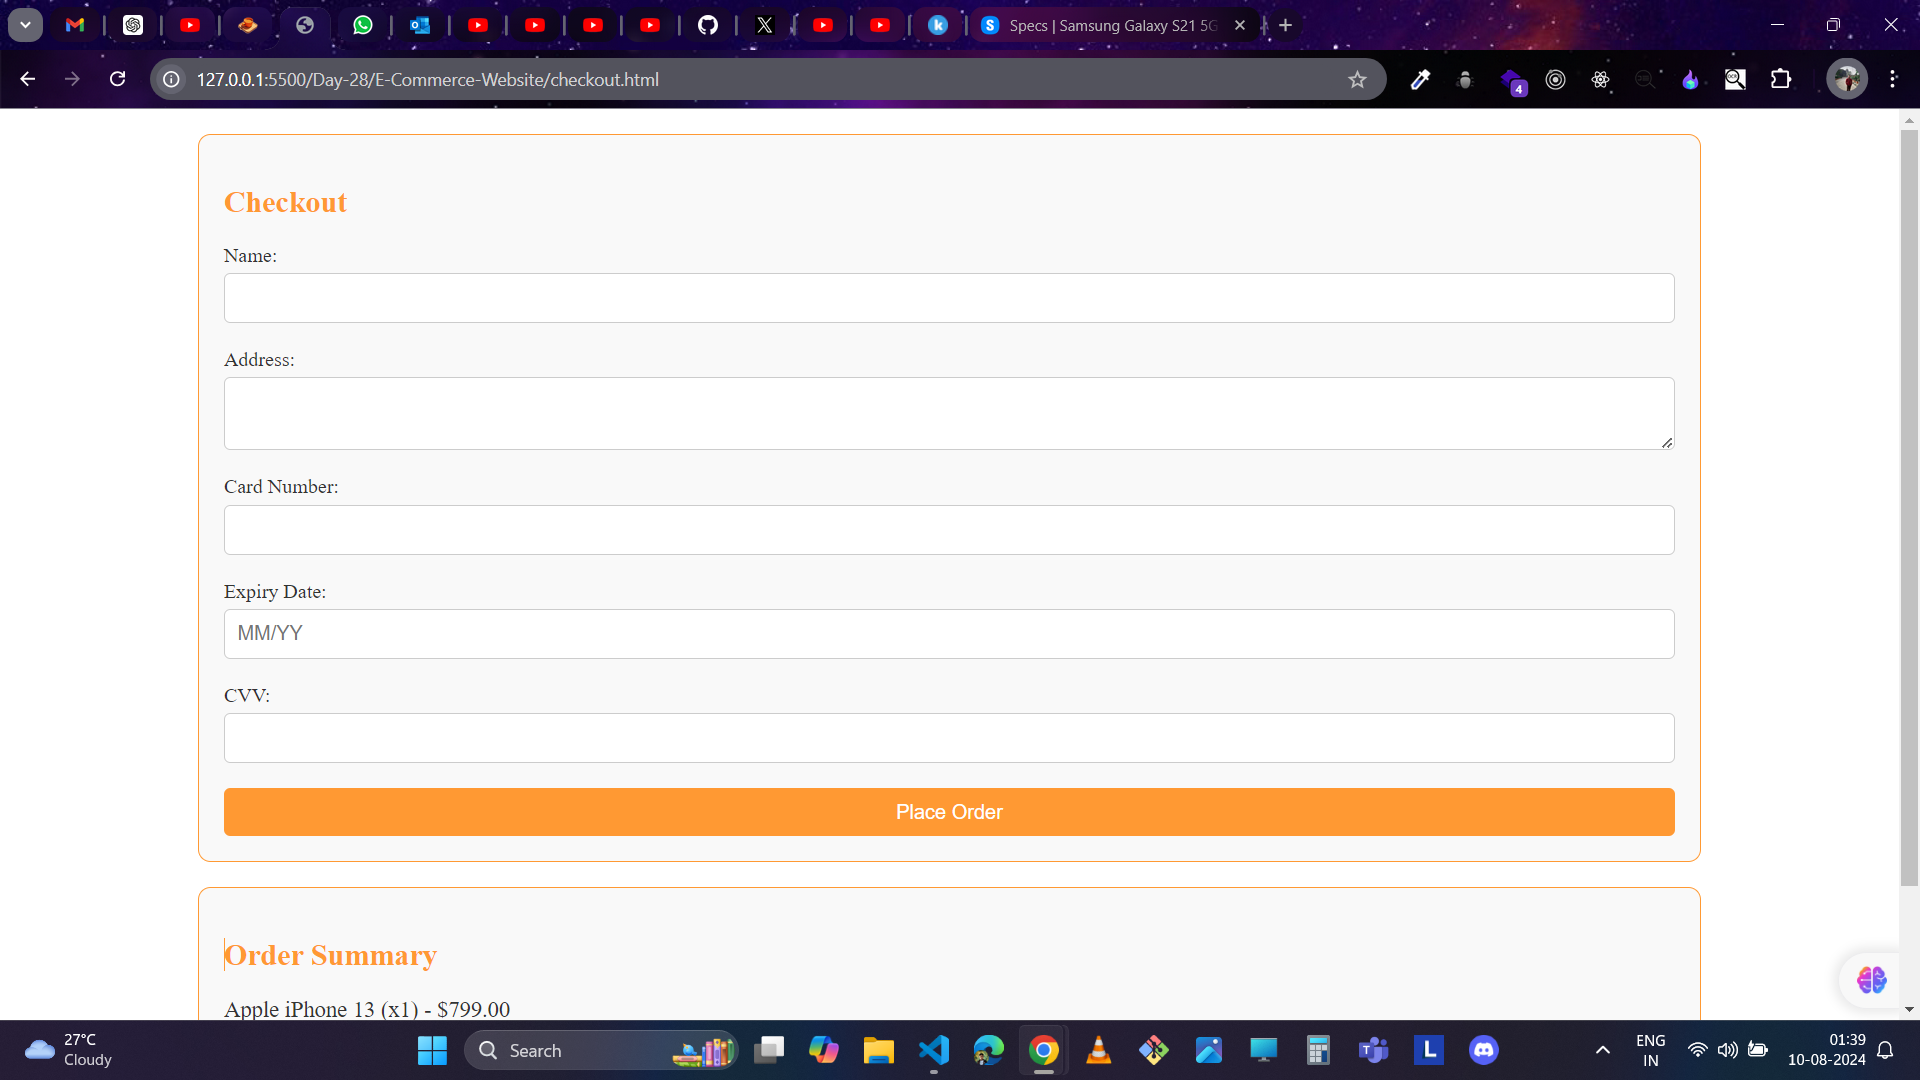 Specs | Samsung Galaxy S21 5G
127.0.0.1:5500/Day-28/E-Commerce-Website/checkout.html
4
Checkout
Name:
Address:
Card Number:
Expiry Date:
MM/YY
CVV:
Place Order
Order Summary
Apple iPhone 13 (x1) - $799.00
27°C
Cloudy
Search
ENG
IN
01:39
10-08-2024